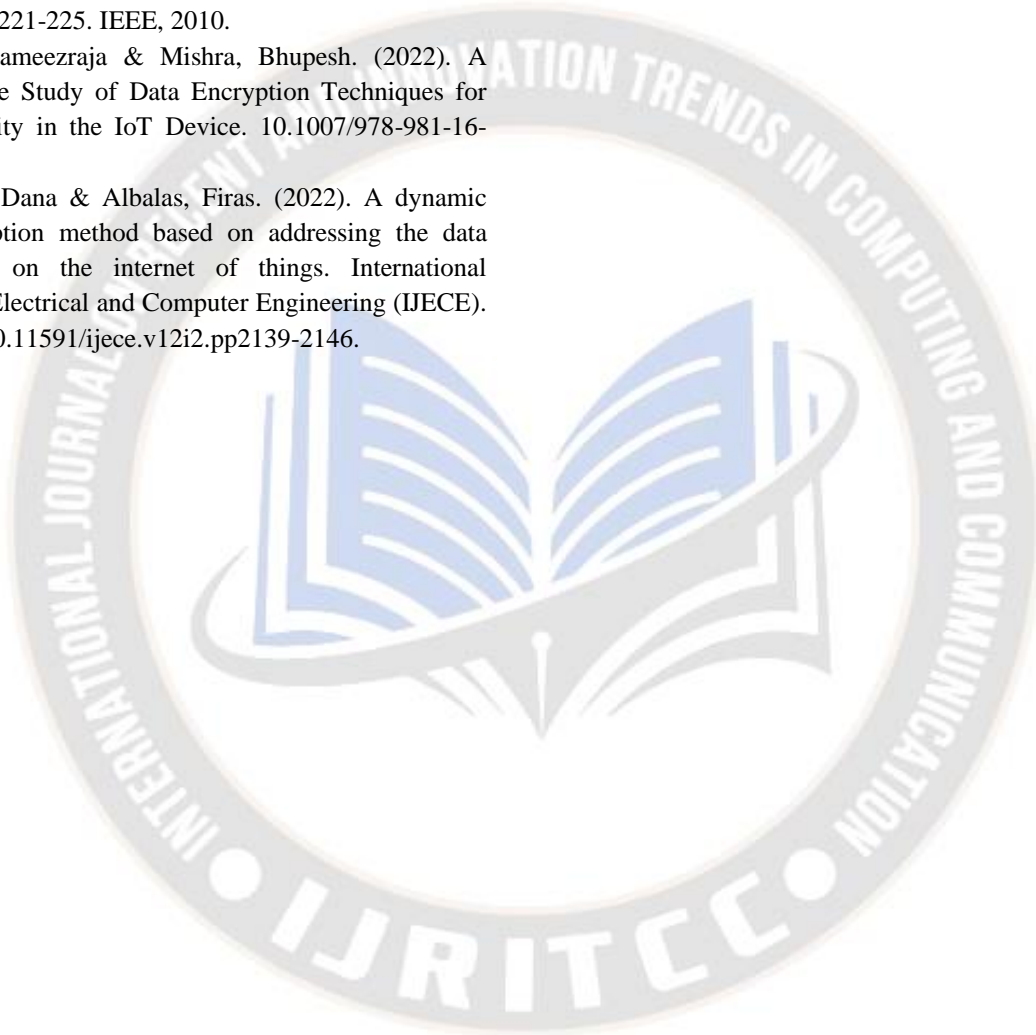 221-225. IEEE, 2010.
ameezraja & Mishra, Bhupesh. (2022). A
e Study of Data Encryption Techniques for
ity in the IoT Device. 10.1007/978-981-16-
Dana & Albalas, Firas. (2022). A dynamic
ption method based on addressing the data
on the internet of things. International
Electrical and Computer Engineering (IJECE).
0.11591/ijece.v12i2.pp2139-2146.
INTERNATIONAL JOURNAL ON RECENT AND INNOVATION TRENDS IN COMPUTING AND COMMUNICATION
IJRITCC